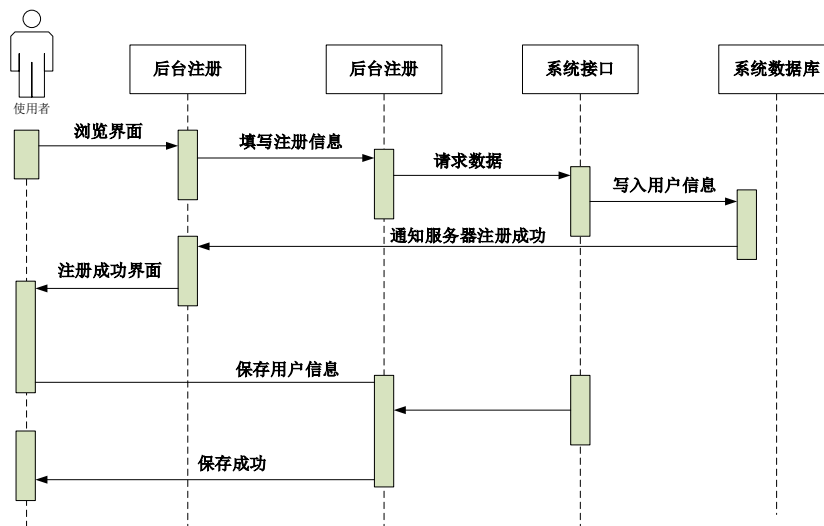 后台注册
后台注册
系统接口
系统数据库
使用者
浏览界面
填写注册信息
请求数据
写入用户信息
通知服务器注册成功
注册成功界面
保存用户信息
保存成功